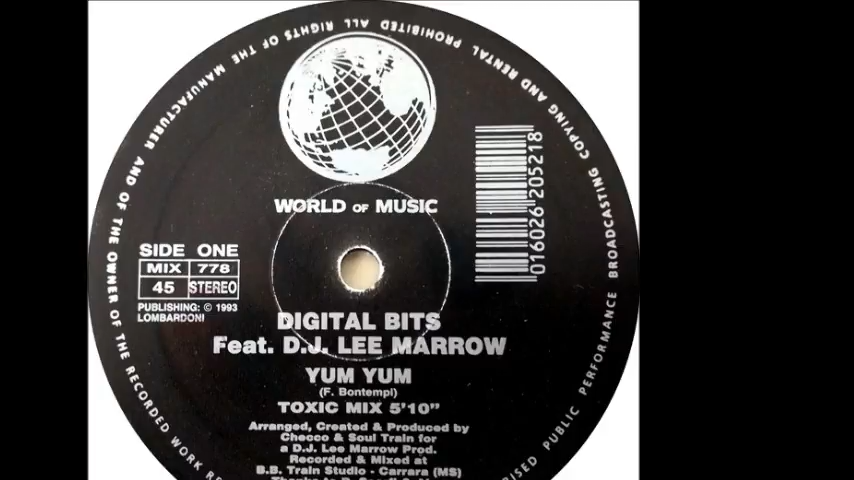 ALL RIGHTS OF THE MANUFACTURER AND OF THE OWNER OF THE RECORDED WORK
PERFORMANCE BROADCASTING COPYING AND RENTAL PROHIBITED
PUBLIC
WORLD OF MUSIC
016026 205218
SIDE ONE
MIX 778
45 STEREO
PUBLISHING: © 1993
LOMBARDONI
DIGITAL BITS
Feat. D.J. LEE MARROW
YUM YUM
(F. Bontempi)
TOXIC MIX 5'10"
Arranged, Created & Produced by
Checco & Soul Train for
a D.J. Lee Marrow Prod.
Recorded & Mixed at
B.B. Train Studio - Carrara (MS)